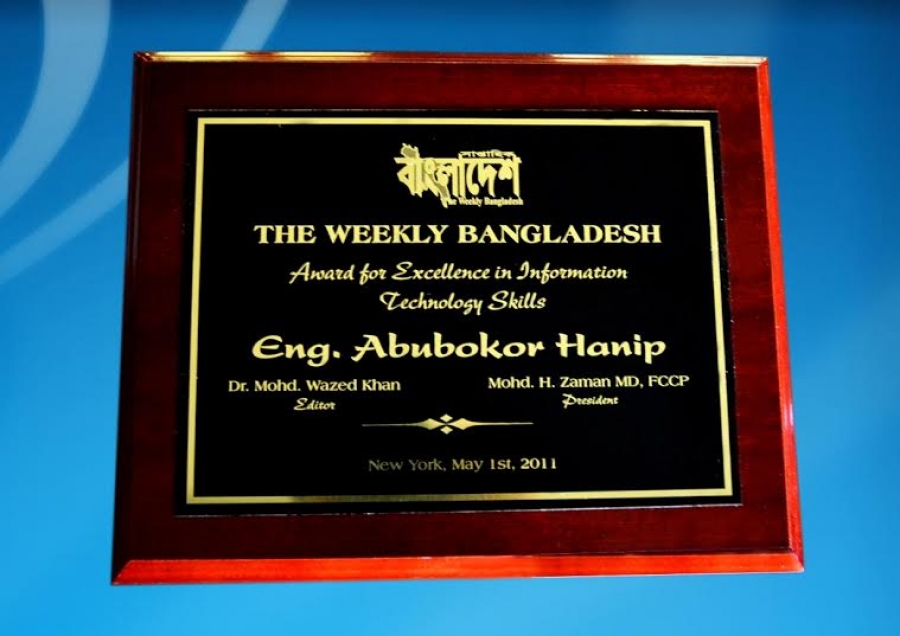 সাপ্তাহিক
বাংলাদেশ
The Weekly Bangladesh
THE WEEKLY BANGLADESH
Award for Excellence in Information
Technology Skills
Eng. Abubokor Hanip
Dr. Mohd. Wazed Khan
Editor
Mohd. H. Zaman MD, FCCP
President
New York, May 1st, 2011